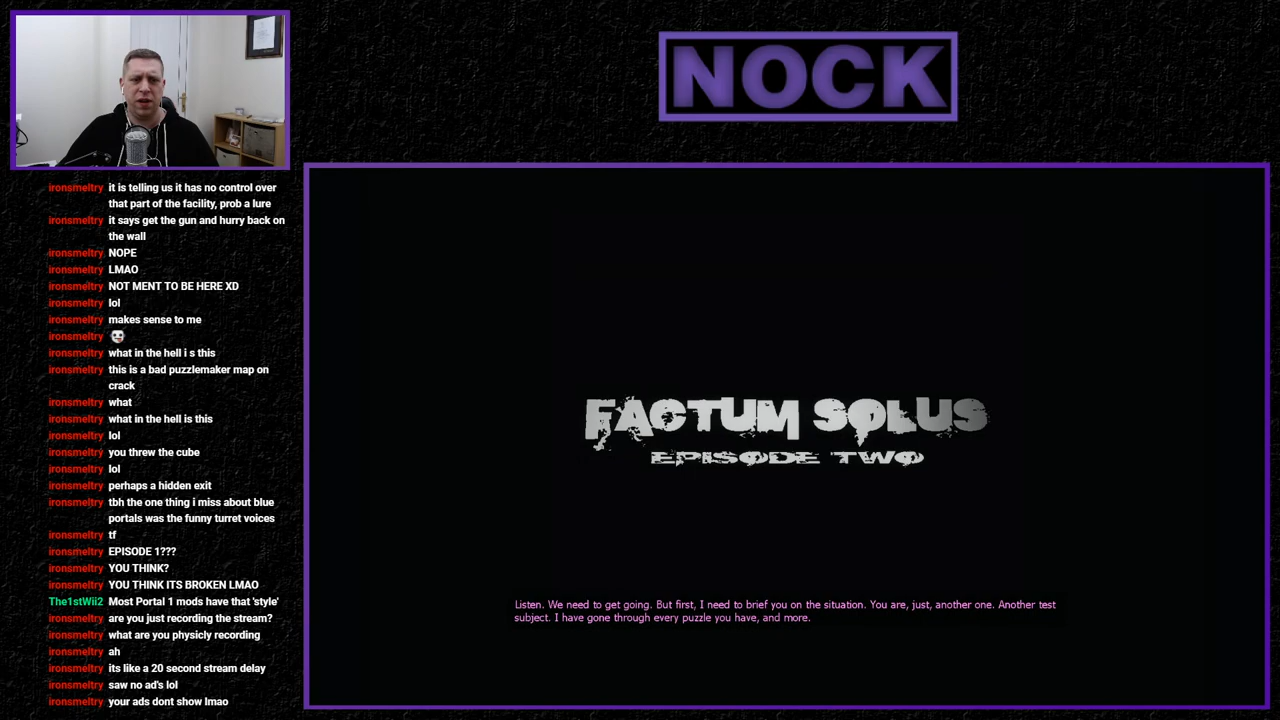 NOCK
ironsmeltry it is telling us it has no control over
that part of the facility, prob a lure
ironsmeltry it says get the gun and hurry back on
the wall
ironsmeltry NOPE
ironsmeltry LMAO
ironsmeltry NOT MENT TO BE HERE XD
ironsmeltry lol
ironsmeltry makes sense to me
ironsmeltry
ironsmeltry what in the hell i s this
ironsmeltry this is a bad puzzlemaker map on
crack
ironsmeltry what
ironsmeltry what in the hell is this
ironsmeltry lol
ironsmeltry you threw the cube
ironsmeltry lol
ironsmeltry perhaps a hidden exit
ironsmeltry tbh the one thing i miss about blue
portals was the funny turret voices
ironsmeltry tf
ironsmeltry EPISODE 1???
ironsmeltry YOU THINK?
ironsmeltry YOU THINK ITS BROKEN LMAO
The1stWii2 Most Portal 1 mods have that 'style'
ironsmeltry are you just recording the stream?
ironsmeltry what are you physicly recording
ironsmeltry ah
ironsmeltry its like a 20 second stream delay
ironsmeltry saw no ad's lol
ironsmeltry your ads dont show lmao
FACTUM SOLUS
EPISODE TWO
Listen. We need to get going. But first, I need to brief you on the situation. You are, just, another one. Another test
subject. I have gone through every puzzle you have, and more.